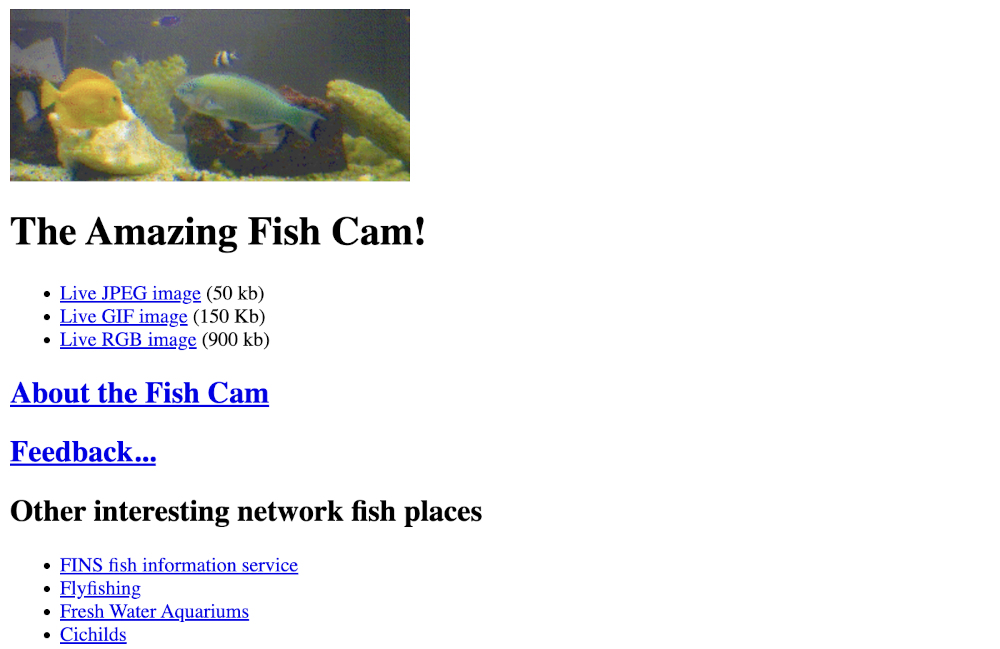 The Amazing Fish Cam!
Live JPEG image (50 kb)
Live GIF image (150 Kb)
Live RGB image (900 kb)
About the Fish Cam
Feedback...
Other interesting network fish places
FINS fish information service
Flyfishing
Fresh Water Aquariums
Cichilds